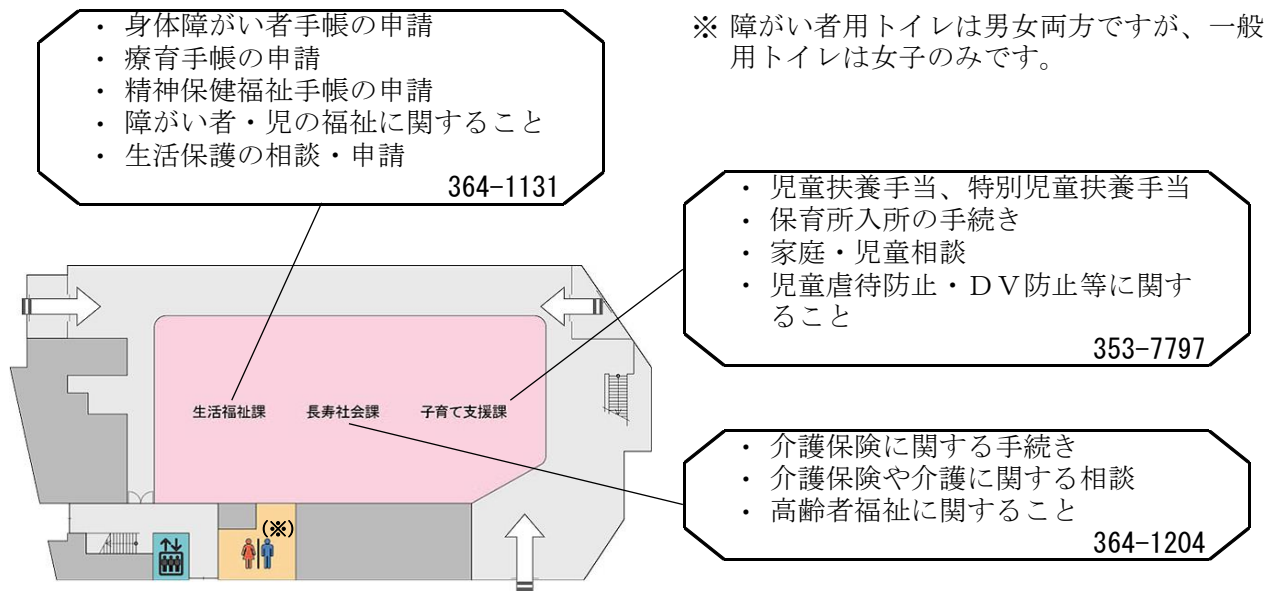 ・ 身体障がい者手帳の申請
・ 療育手帳の申請
・ 精神保健福祉手帳の申請
・ 障がい者・児の福祉に関すること
・ 生活保護の相談・申請
364-1131
※ 障がい者用トイレは男女両方ですが、一般
用トイレは女子のみです。
・ 児童扶養手当、特別児童扶養手当
・ 保育所入所の手続き
・ 家庭・児童相談
・ 児童虐待防止・ＤＶ防止等に関す
ること
353-7797
生活福祉課 長寿社会課 子育て支援課
・ 介護保険に関する手続き
・ 介護保険や介護に関する相談
・ 高齢者福祉に関すること
364-1204
(※)